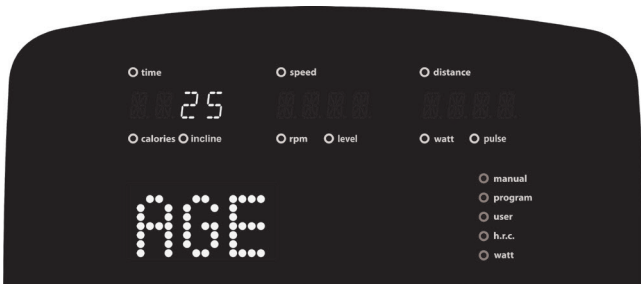 time speed distance
25
calories incline rpm level watt pulse
manual
program
user
h.r.c.
watt
AGE